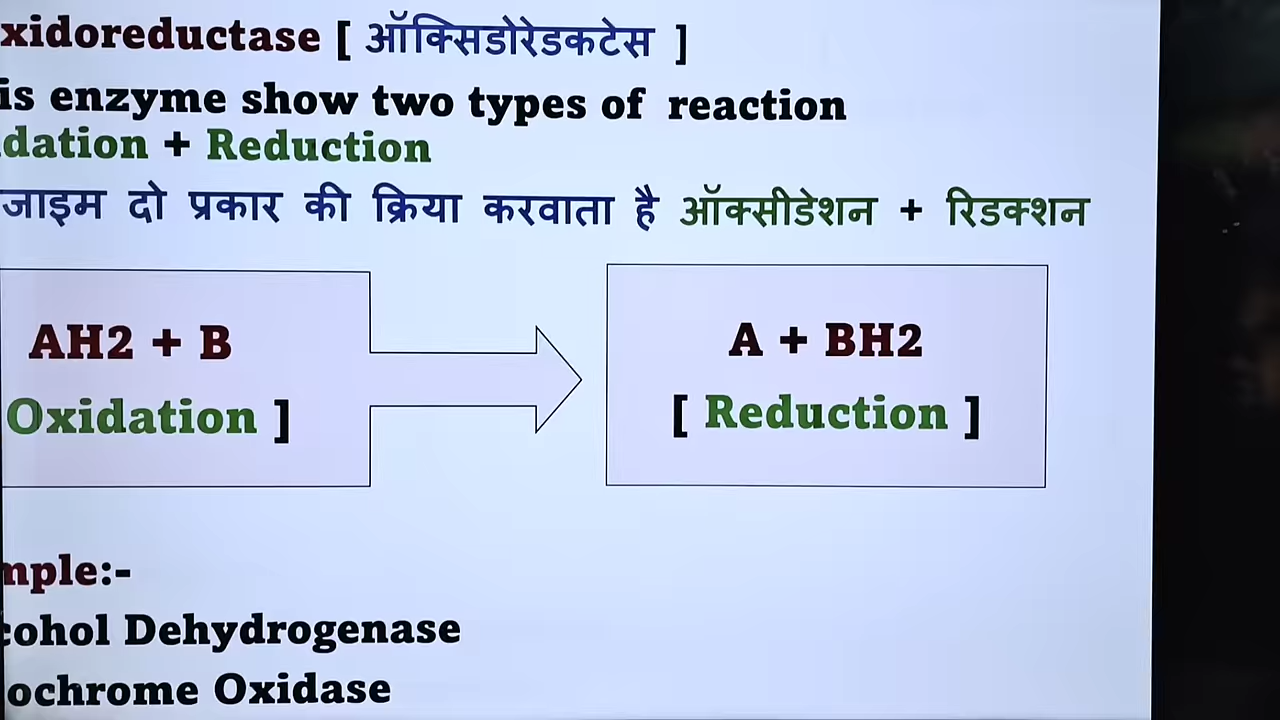 xidoreductase [ ऑक्सिडोरेडकटेस ]
is enzyme show two types of reaction
dation + Reduction
जाइम दो प्रकार की क्रिया करवाता है ऑक्सीडेशन + रिडक्शन
AH2 + B
Oxidation ]
A + BH2
[ Reduction ]
mple:-
cohol Dehydrogenase
ochrome Oxidase